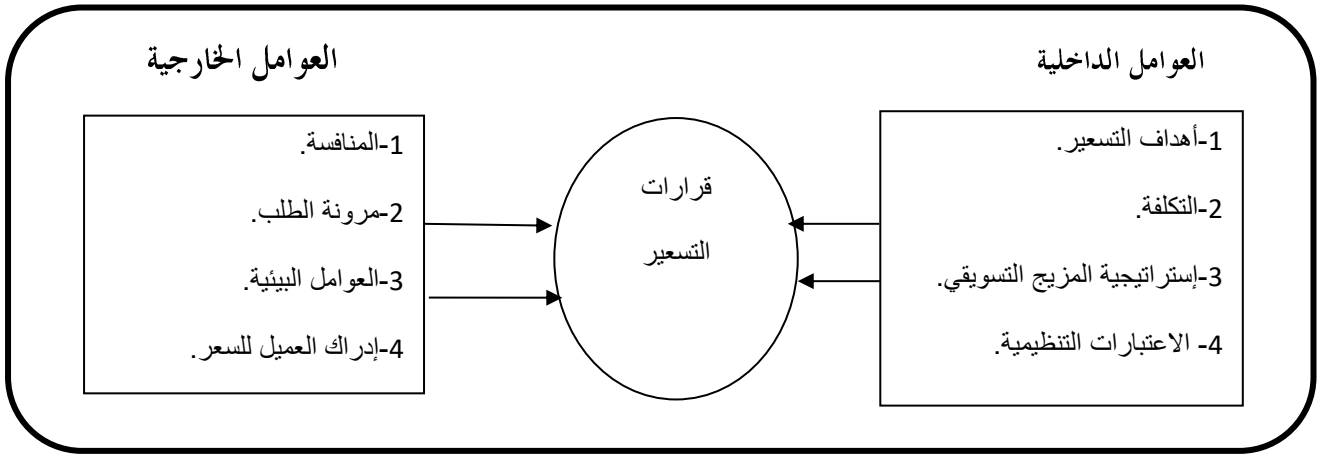 العوامل الداخلية
1-أهداف التسعير.
2-التكلفة.
3-إستراتيجية المزيج التسويقي.
4- الاعتبارات التنظيمية.
قرارات
التسعير
العوامل الخارجية
1-المنافسة.
2-مرونة الطلب.
3-العوامل البيئية.
4-إدراك العميل للسعر.